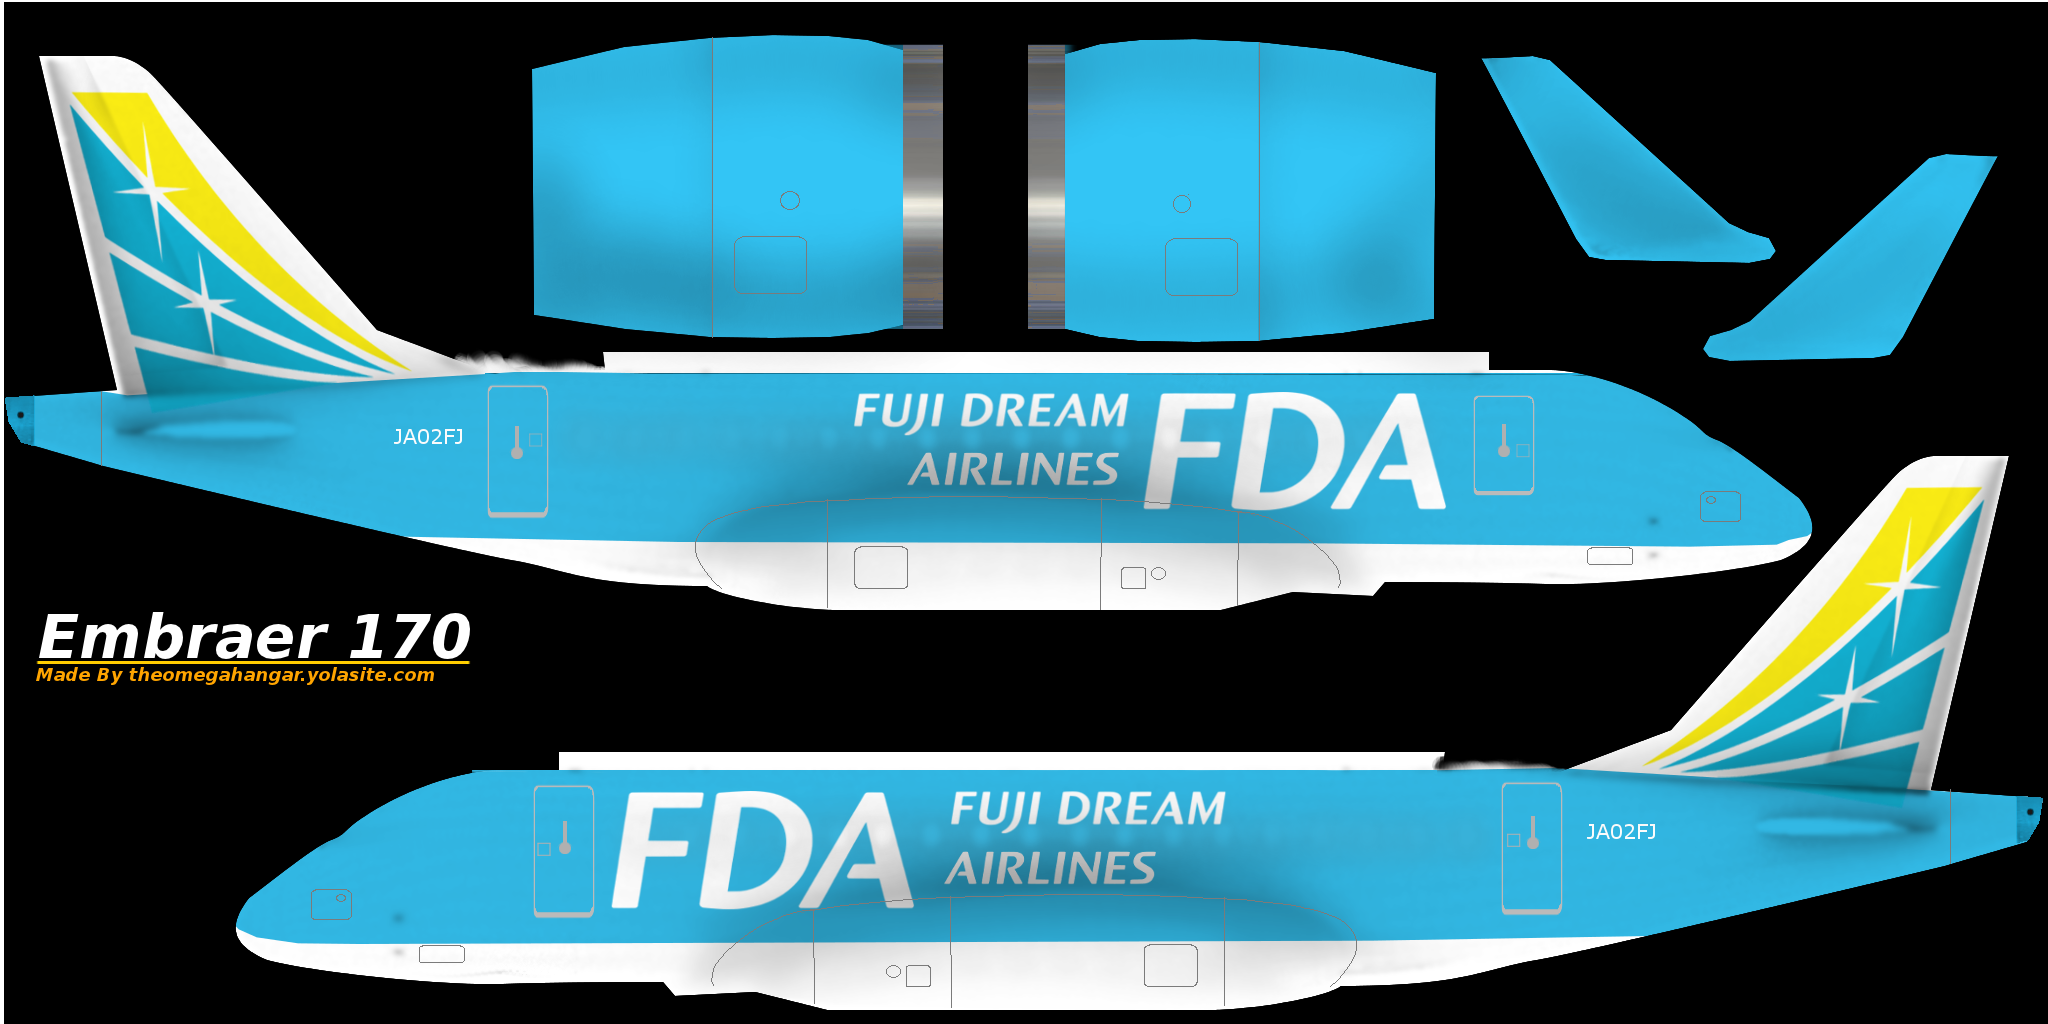 FUJI DREAM
AIRLINES
FDA
JA02FJ
Embraer 170
Made By theomegahangar.yolasite.com
FDA
FUJI DREAM
AIRLINES
JA02FJ